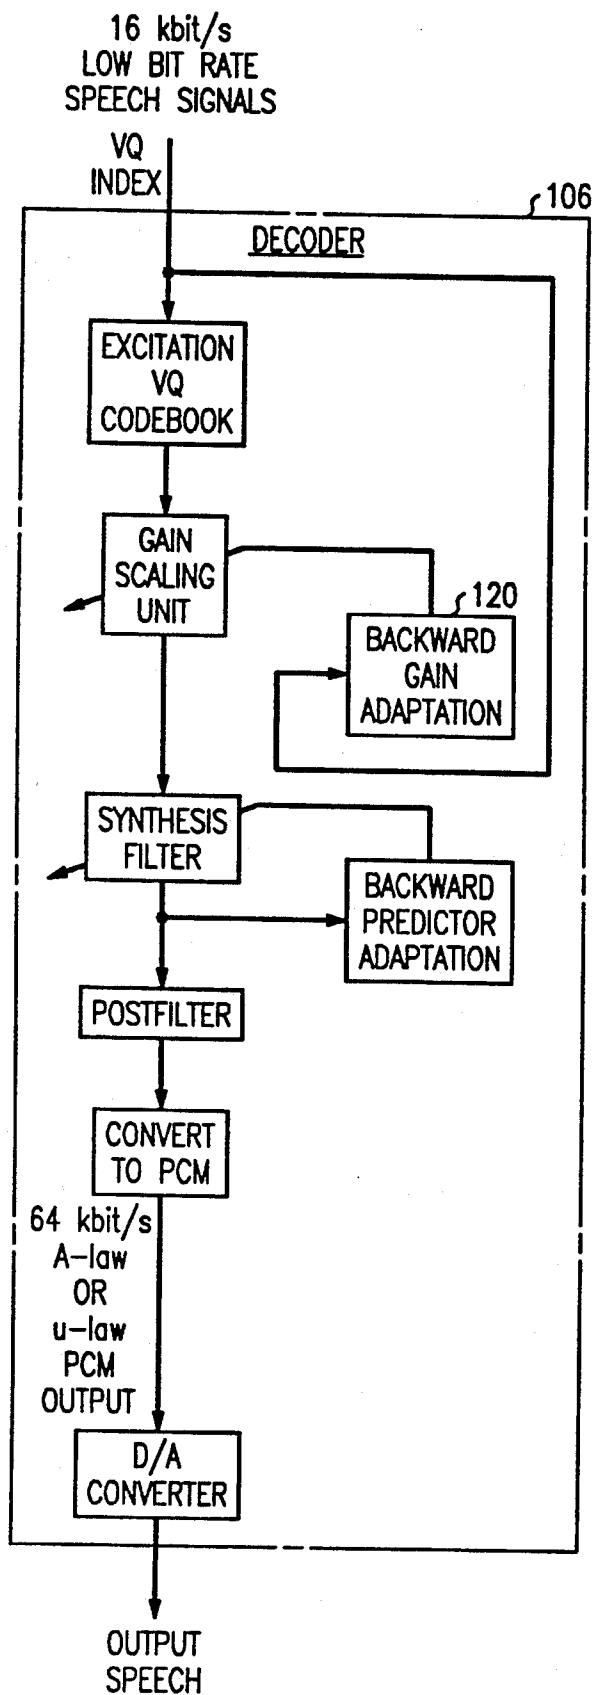 16 kbit/s
LOW BIT RATE
SPEECH SIGNALS
VQ
INDEX
106
DECODER
EXCITATION
VQ
CODEBOOK
GAIN
SCALING
UNIT
120
BACKWARD
GAIN
ADAPTATION
SYNTHESIS
FILTER
BACKWARD
PREDICTOR
ADAPTATION
POSTFILTER
CONVERT
TO PCM
64 kbit/s
A-law
OR
u-law
PCM
OUTPUT
D/A
CONVERTER
OUTPUT
SPEECH